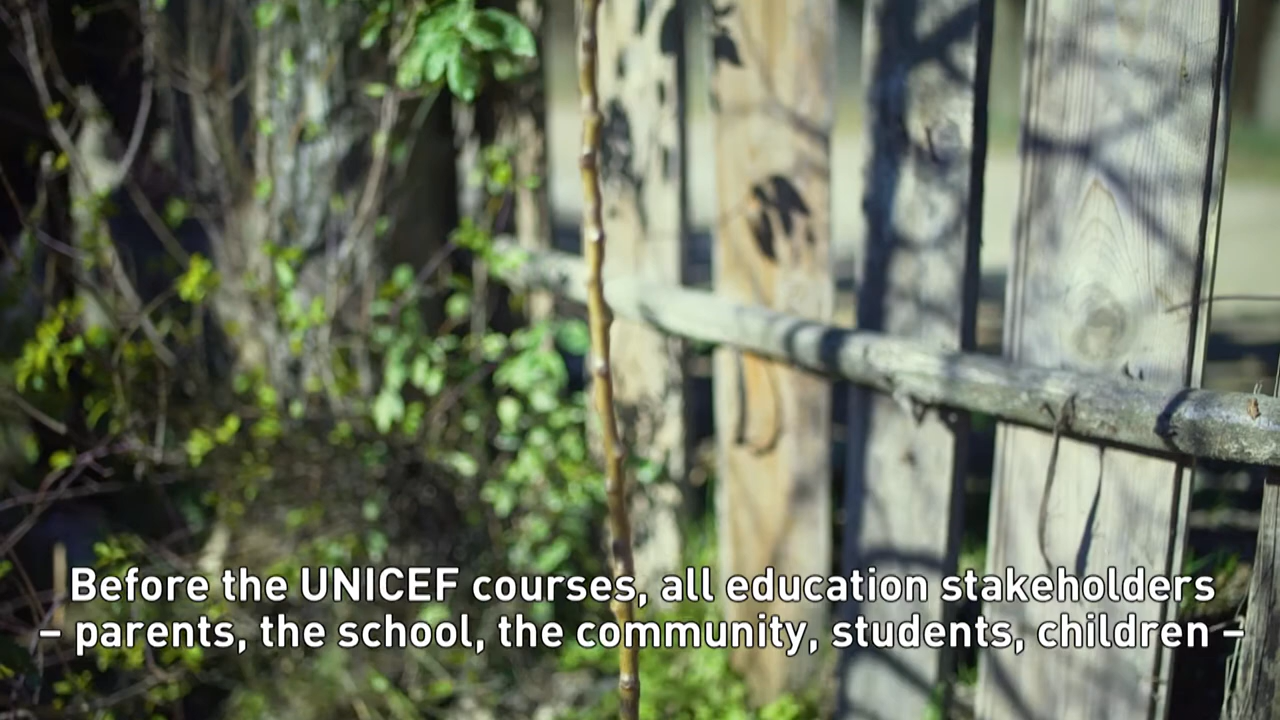 Before the UNICEF courses, all education stakeholders
– parents, the school, the community, students, children –